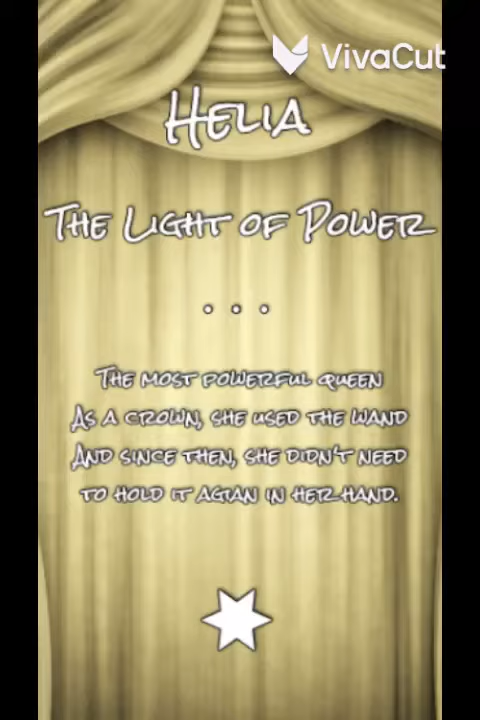 VivaCut
Helia
The Light of Power
...
The most powerful queen
As a crown, she used the wand
And since then, she didn't need
to hold it agian in her hand.